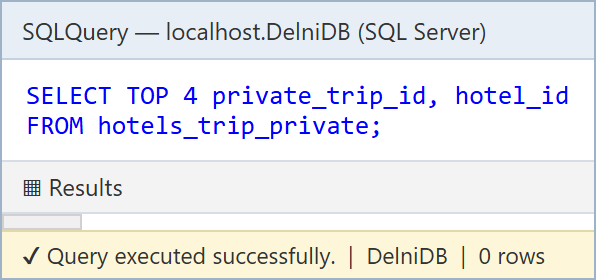 SQLQuery — localhost.DelniDB (SQL Server)
SELECT TOP 4 private_trip_id, hotel_id
FROM hotels_trip_private;
▦ Results
✔ Query executed successfully. | DelniDB | 0 rows